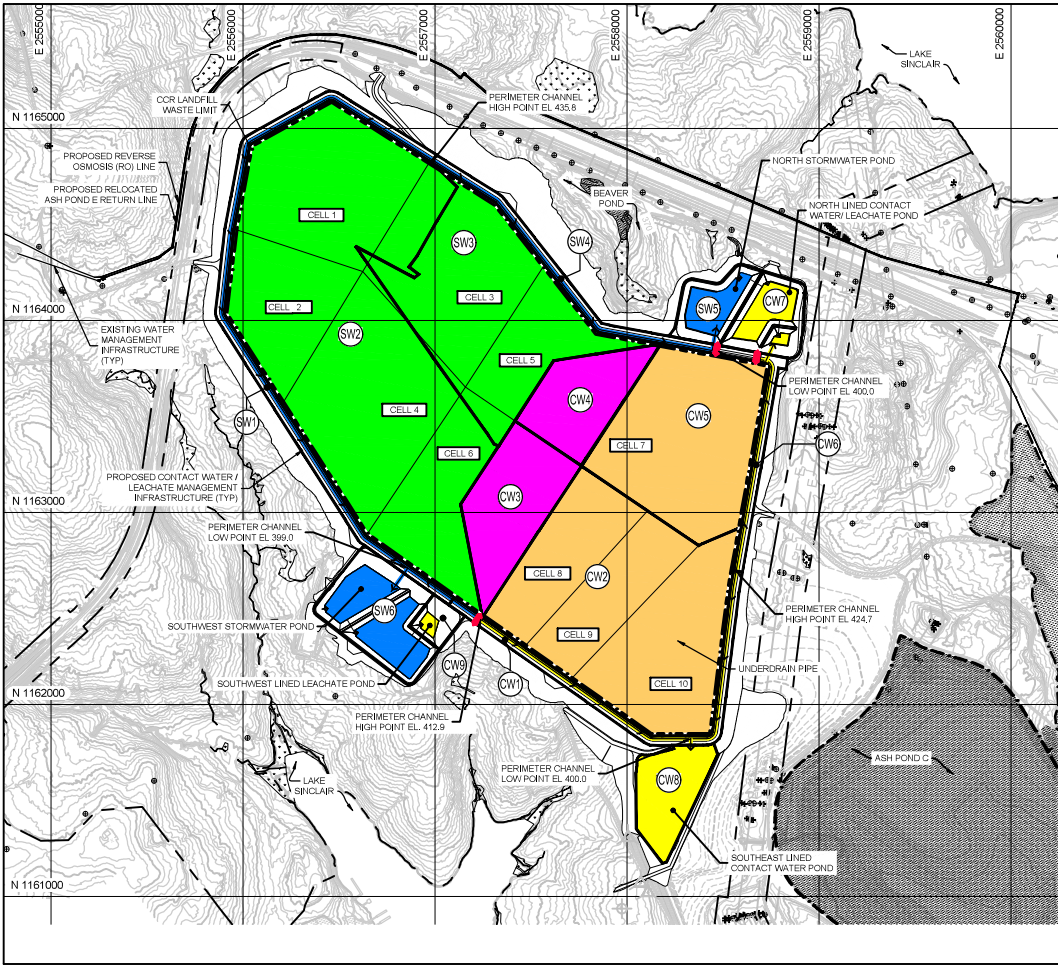 E 2555000
E 2556000
E 2557000
E 2558000
E 2559000
E 2560000
LAKE
SINCLAIR
CCR LANDFILL
WASTE LIMIT
PERIMETER CHANNEL
HIGH POINT EL 435.8
N 1165000
PROPOSED REVERSE
OSMOSIS (RO) LINE
PROPOSED RELOCATED
ASH POND E RETURN LINE
NORTH STORMWATER POND
BEAVER
POND
NORTH LINED CONTACT
WATER/ LEACHATE POND
CELL 1
SW3
SW4
CELL 2
CELL 3
SW5
CW7
N 1164000
SW2
EXISTING WATER
MANAGEMENT
INFRASTRUCTURE
(TYP)
CELL 5
PERIMETER CHANNEL
LOW POINT EL 400.0
CW4
CELL 4
CW5
SW1
CELL 6
CELL 7
CW6
PROPOSED CONTACT WATER /
LEACHATE MANAGEMENT
INFRASTRUCTURE (TYP)
CW3
N 1163000
PERIMETER CHANNEL
LOW POINT EL 399.0
CELL 8
CW2
SW6
PERIMETER CHANNEL
HIGH POINT EL 424.7
SOUTHWEST STORMWATER POND
CELL 9
CW9
UNDERDRAIN PIPE
SOUTHWEST LINED LEACHATE POND
CW1
CELL 10
N 1162000
PERIMETER CHANNEL
HIGH POINT EL. 412.9
PERIMETER CHANNEL
LOW POINT EL 400.0
LAKE
SINCLAIR
CW8
ASH POND C
SOUTHEAST LINED
CONTACT WATER POND
N 1161000